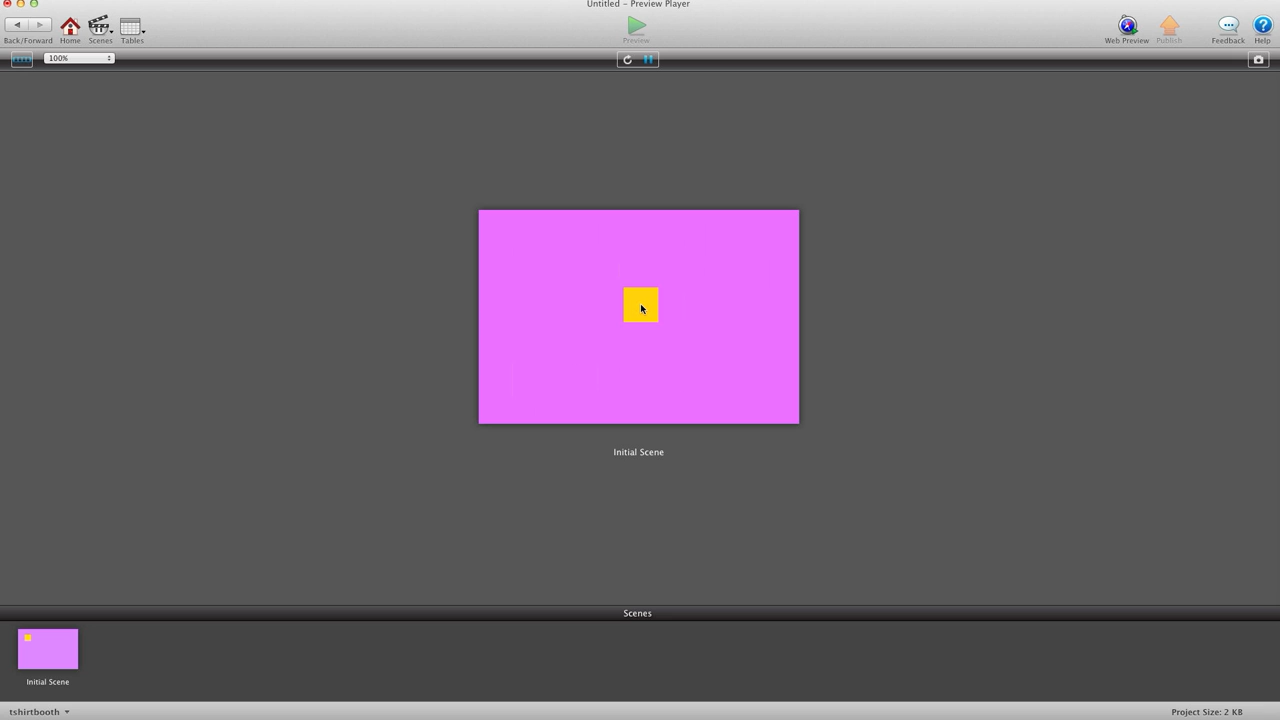 Untitled – Preview Player
Back/Forward
Home
Scenes
Tables
Preview
Web Preview
Publish
Feedback
Help
100%
Initial Scene
Scenes
Initial Scene
tshirtbooth
Project Size: 2 KB